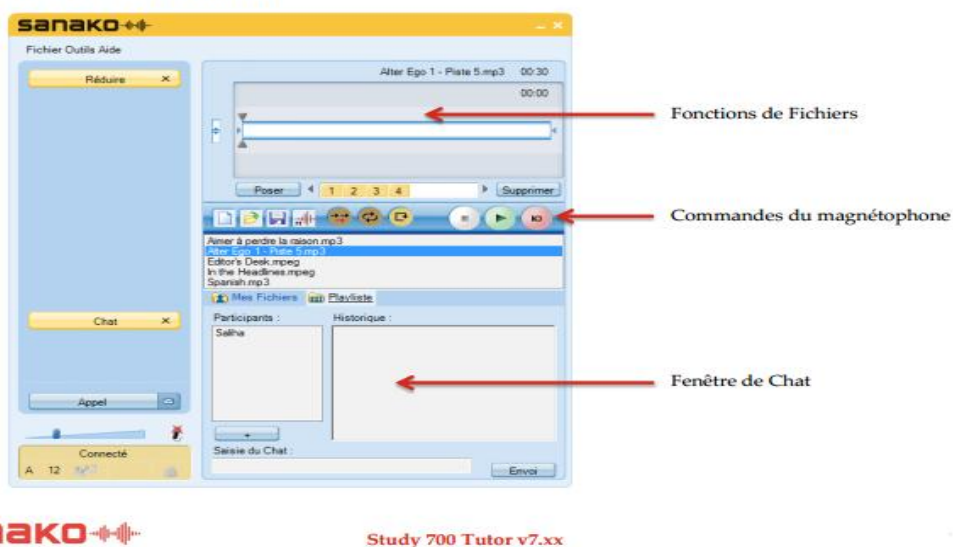 sanako
Fichier Outils Aide
Réduire
Alter Ego 1 - Piste 5.mp3 00:30
00:00
Fonctions de Fichiers
Poser 1 2 3 4 Supprimer
Commandes du magnétophone
Aimer à perdre la raison.mp3
Alter Ego 1 - Piste 5.mp3
Editor's Desk.mpeg
In the Headlines.mpeg
Spanish.mp3
Mes Fichiers Playliste
Chat
Participants : Historique :
Saliha
Fenêtre de Chat
Appel
+
Connecté
A 12
Saisie du Chat :
Envoi
nako
Study 700 Tutor v7.xx